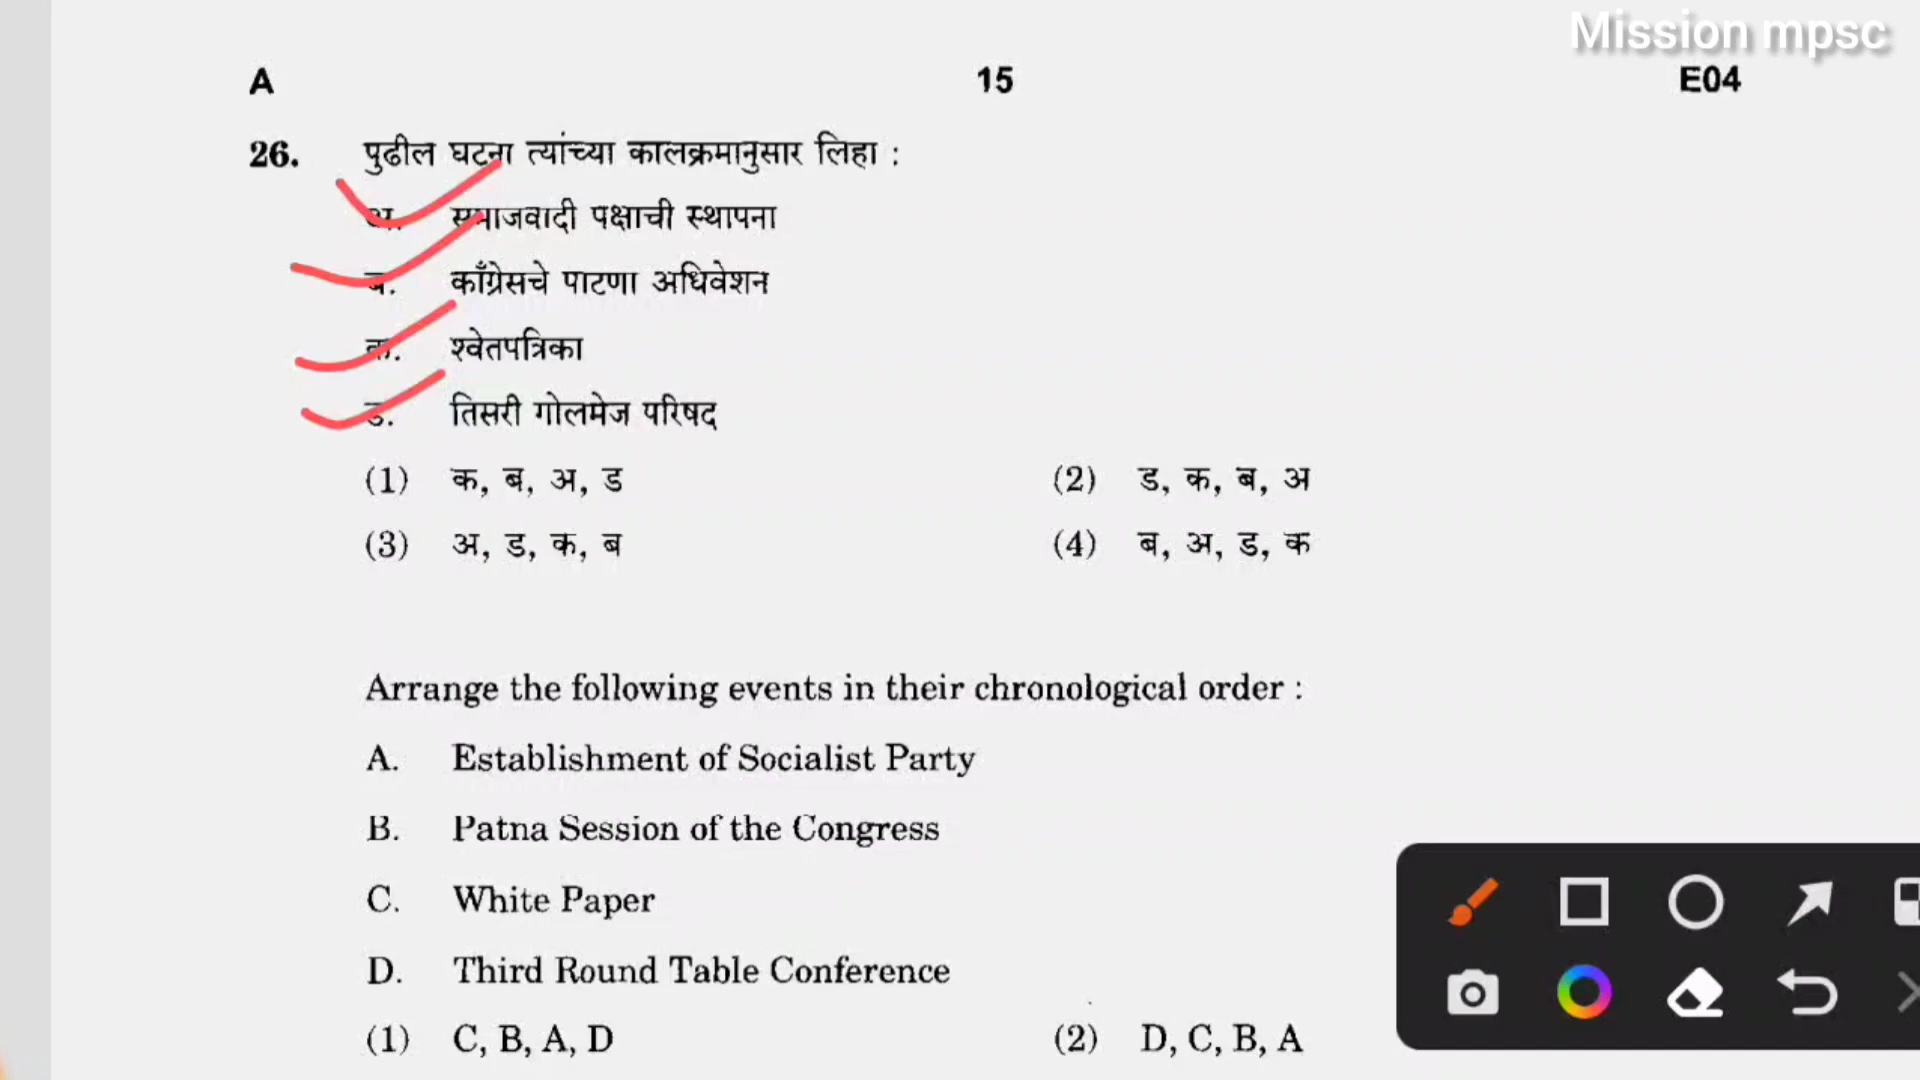 Mission mpsc
A 15 E04
26. पुढील घटना त्यांच्या कालक्रमानुसार लिहा :
अ. समाजवादी पक्षाची स्थापना
ब. काँग्रेसचे पाटणा अधिवेशन
क. श्वेतपत्रिका
ड. तिसरी गोलमेज परिषद
(1) क, ब, अ, ड (2) ड, क, ब, अ
(3) अ, ड, क, ब (4) ब, अ, ड, क
Arrange the following events in their chronological order :
A. Establishment of Socialist Party
B. Patna Session of the Congress
C. White Paper
D. Third Round Table Conference
(1) C, B, A, D (2) D, C, B, A